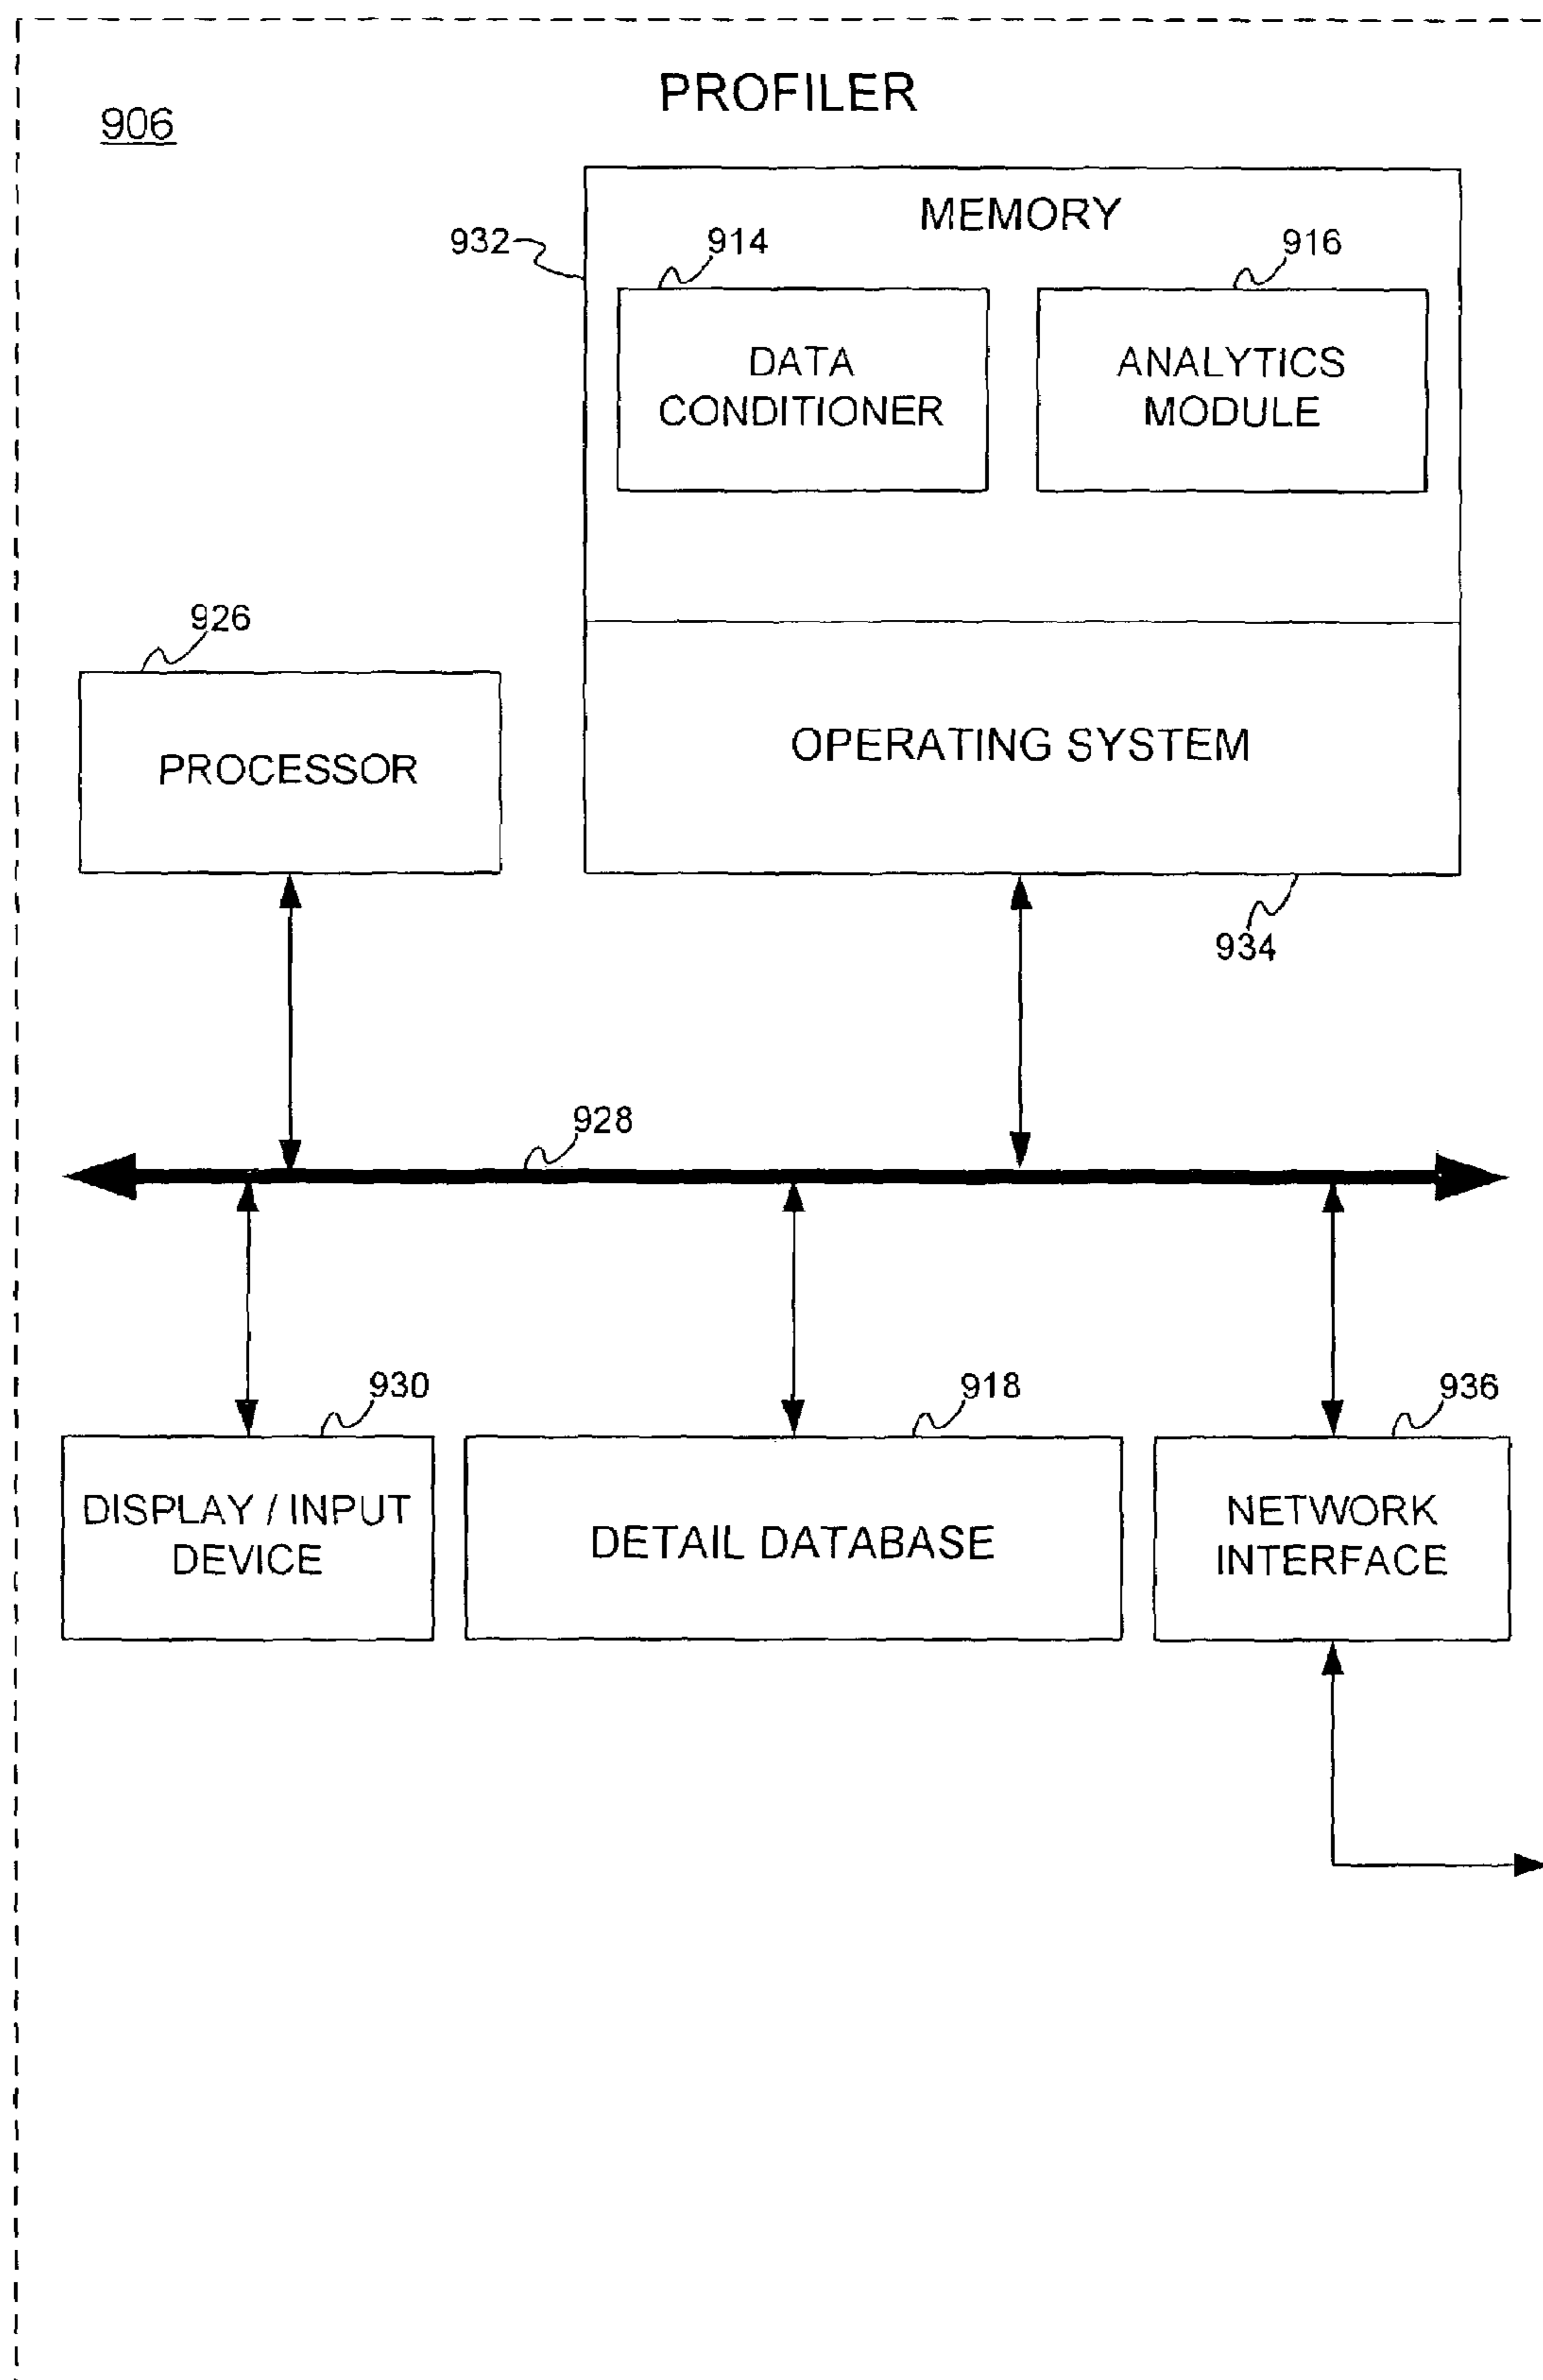 PROFILER
906
MEMORY
932
914
916
DATA
CONDITIONER
ANALYTICS
MODULE
926
PROCESSOR
OPERATING SYSTEM
934
928
930
918
936
DISPLAY / INPUT
DEVICE
DETAIL DATABASE
NETWORK
INTERFACE